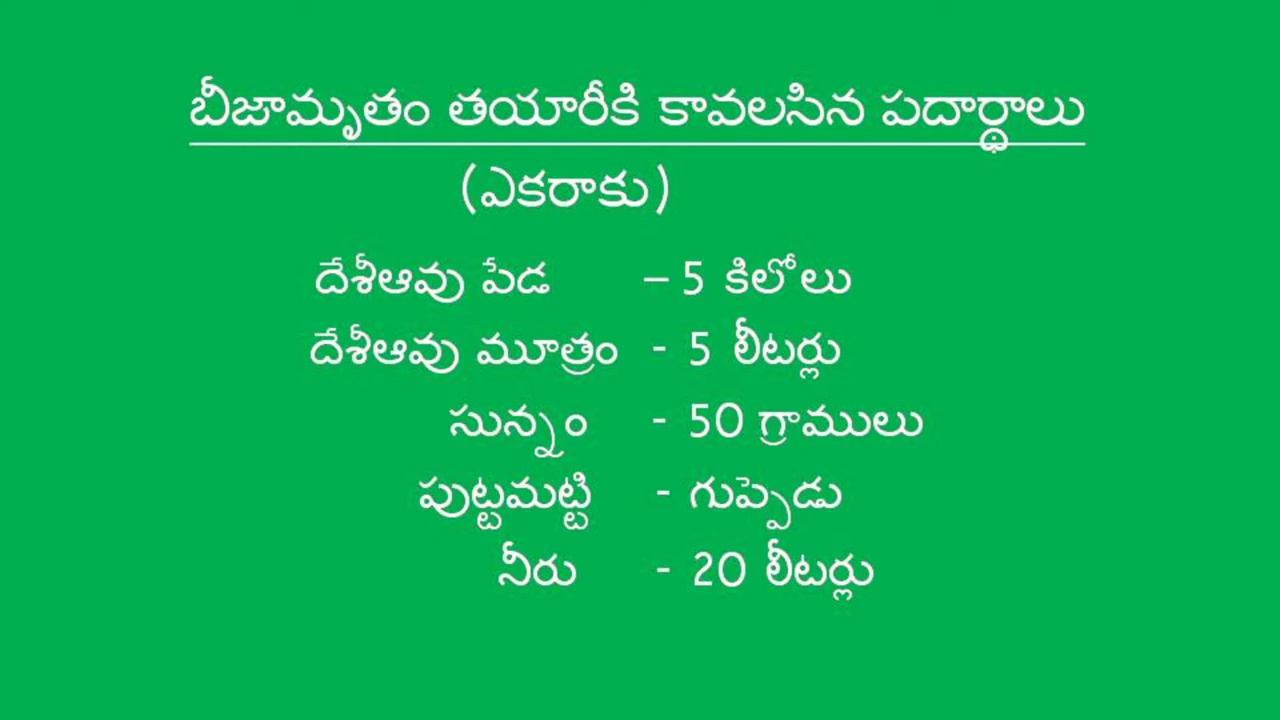 బీజామృతం తయారీకి కావలసిన పదార్థాలు
(ఎకరాకు)
దేశీఆవు పేడ – 5 కిలోలు
దేశీఆవు మూత్రం - 5 లీటర్లు
సున్నం - 50 గ్రాములు
పుట్టమట్టి - గుప్పెడు
నీరు - 20 లీటర్లు